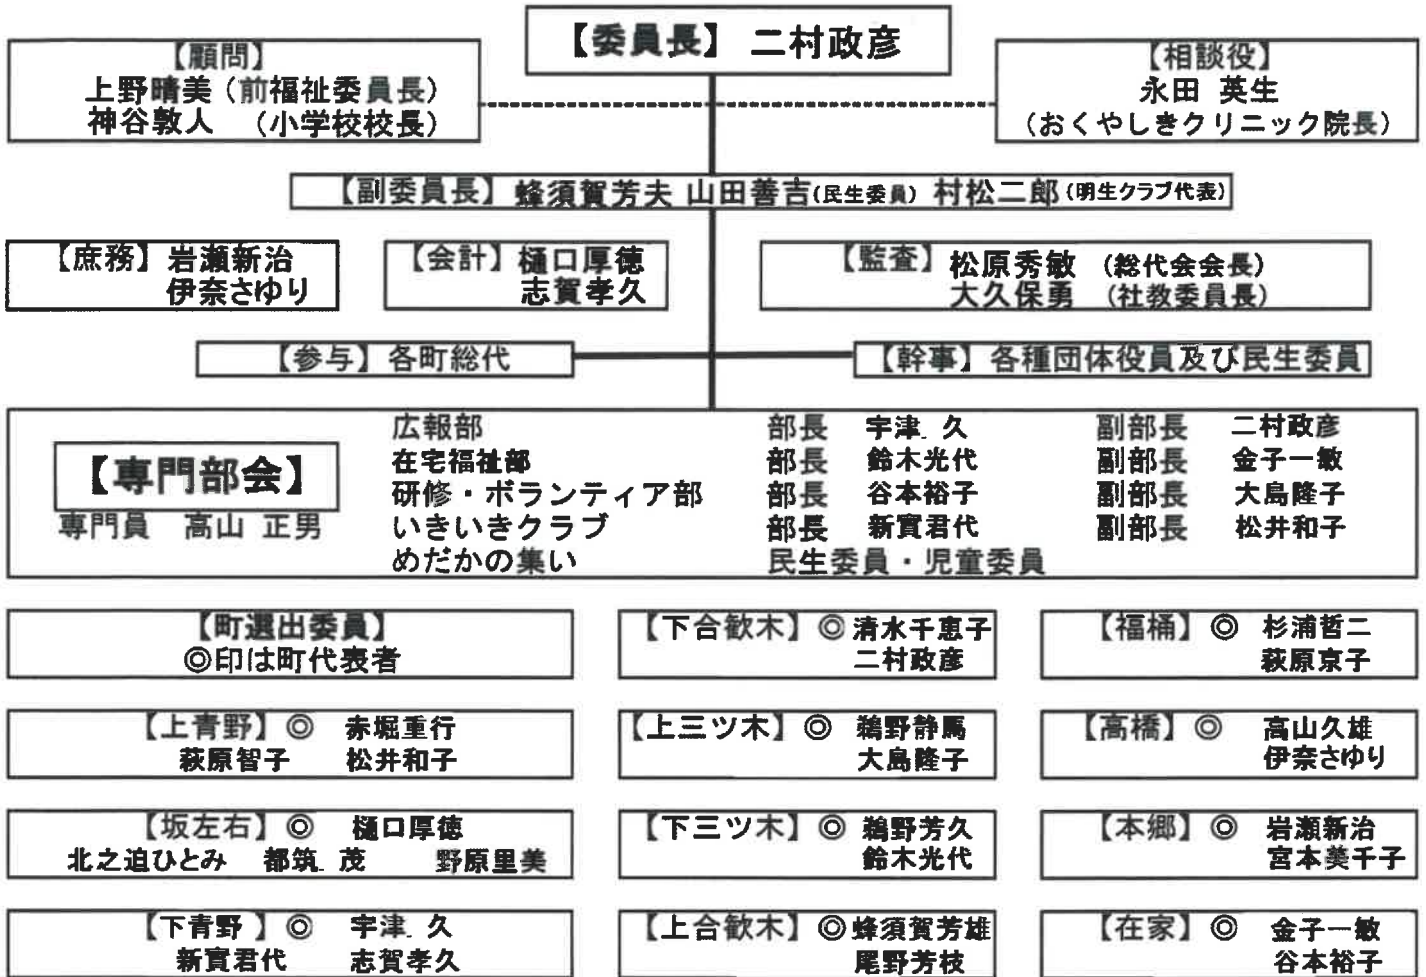 【委員長】 二村政彦
【顧問】
上野晴美（前福祉委員長）
神谷敦人 （小学校校長）
【相談役】
永田 英生
（おくやしきクリニック院長）
【副委員長】 蜂須賀芳夫 山田善吉（民生委員） 村松二郎（明生クラブ代表）
【庶務】 岩瀬新治
伊奈さゆり
【会計】 樋口厚徳
志賀孝久
【監査】 松原秀敏 （総代会会長）
大久保勇 （社教委員長）
【参与】 各町総代
【幹事】 各種団体役員及び民生委員
【専門部会】
専門員 高山 正男
広報部 部長 宇津 久 副部長 二村政彦
在宅福祉部 部長 鈴木光代 副部長 金子一敏
研修・ボランティア部 部長 谷本裕子 副部長 大島隆子
いきいきクラブ 部長 新實君代 副部長 松井和子
めだかの集い 民生委員・児童委員
【町選出委員】
◎印は町代表者
【下合歓木】 ◎ 清水千恵子
二村政彦
【福桶】 ◎ 杉浦哲二
萩原京子
【上青野】 ◎ 赤堀重行
萩原智子 松井和子
【上三ツ木】 ◎ 鵜野静馬
大島隆子
【高橋】 ◎ 高山久雄
伊奈さゆり
【坂左右】 ◎ 樋口厚徳
北之迫ひとみ 都筑 茂 野原里美
【下三ツ木】 ◎ 鵜野芳久
鈴木光代
【本郷】 ◎ 岩瀬新治
宮本美千子
【下青野 】 ◎ 宇津 久
新實君代 志賀孝久
【上合歓木】 ◎ 蜂須賀芳雄
尾野芳枝
【在家】 ◎ 金子一敏
谷本裕子